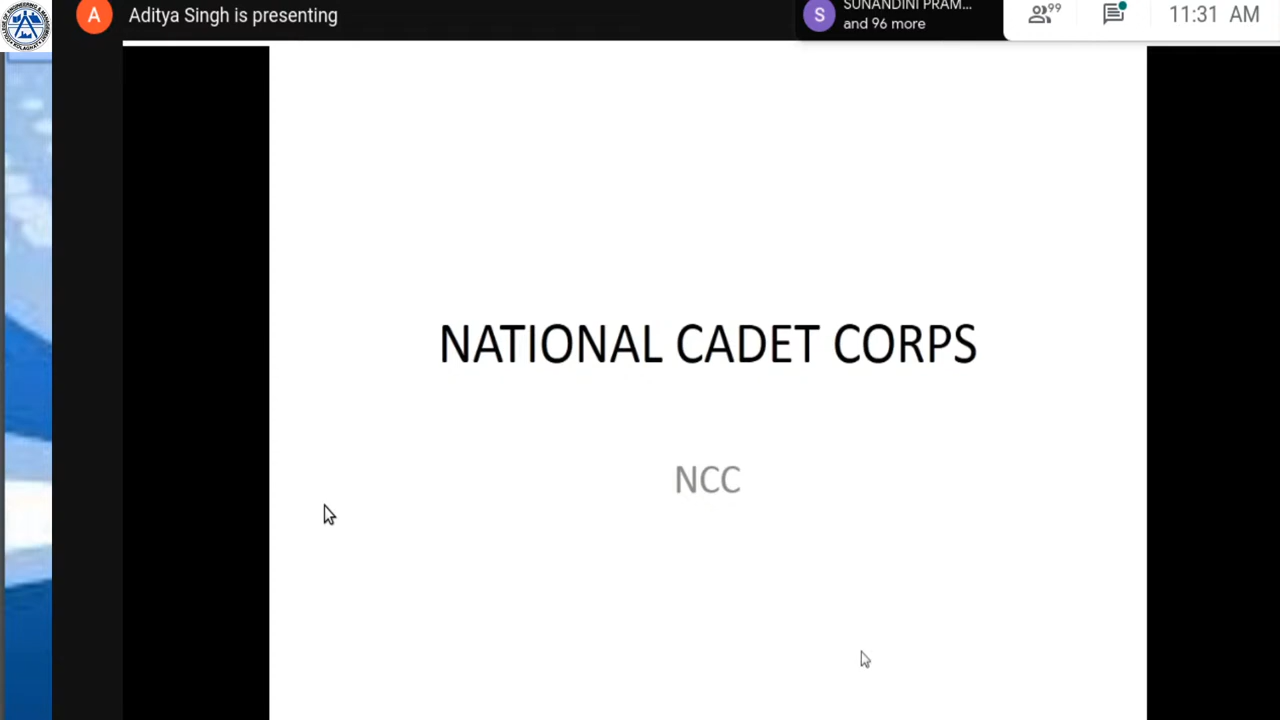 A
Aditya Singh is presenting
S
SUNANDINI PRAM...
and 96 more
99
11:31 AM
NATIONAL CADET CORPS
NCC